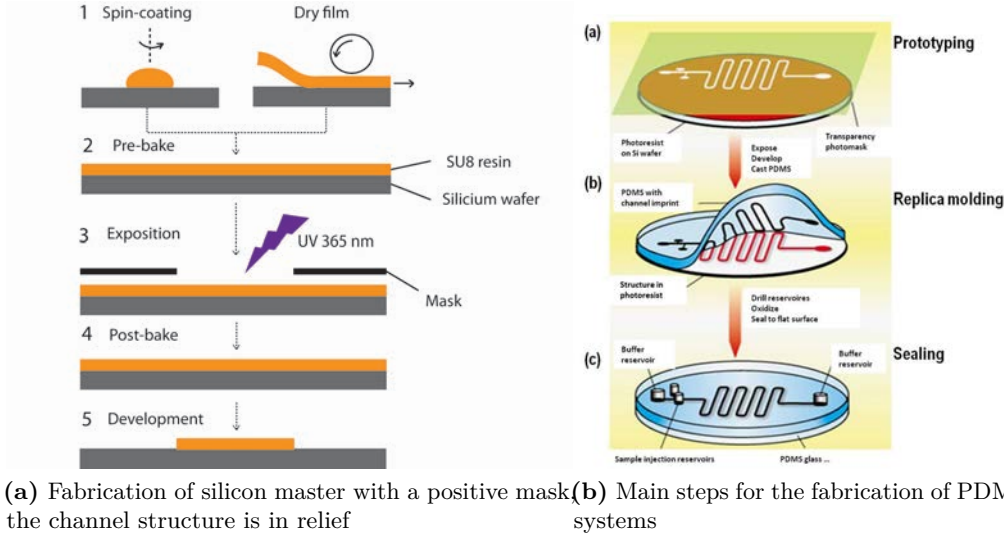 1 Spin-coating Dry film
2 Pre-bake
SU8 resin
Silicium wafer
3 Exposition
UV 365 nm
Mask
4 Post-bake
5 Development
(a) Fabrication of silicon master with a positive mask,
the channel structure is in relief
(a) Prototyping
Photoresist
on Si wafer
Transparency
photomask
Expose
Develop
Cast PDMS
(b) Replica molding
PDMS with
channel imprint
Structure in
photoresist
Drill reservoires
Oxidize
Seal to flat surface
(c) Sealing
Buffer
reservoir
Buffer
reservoir
Sample injection reservoirs
PDMS glass ...
(b) Main steps for the fabrication of PDM
systems